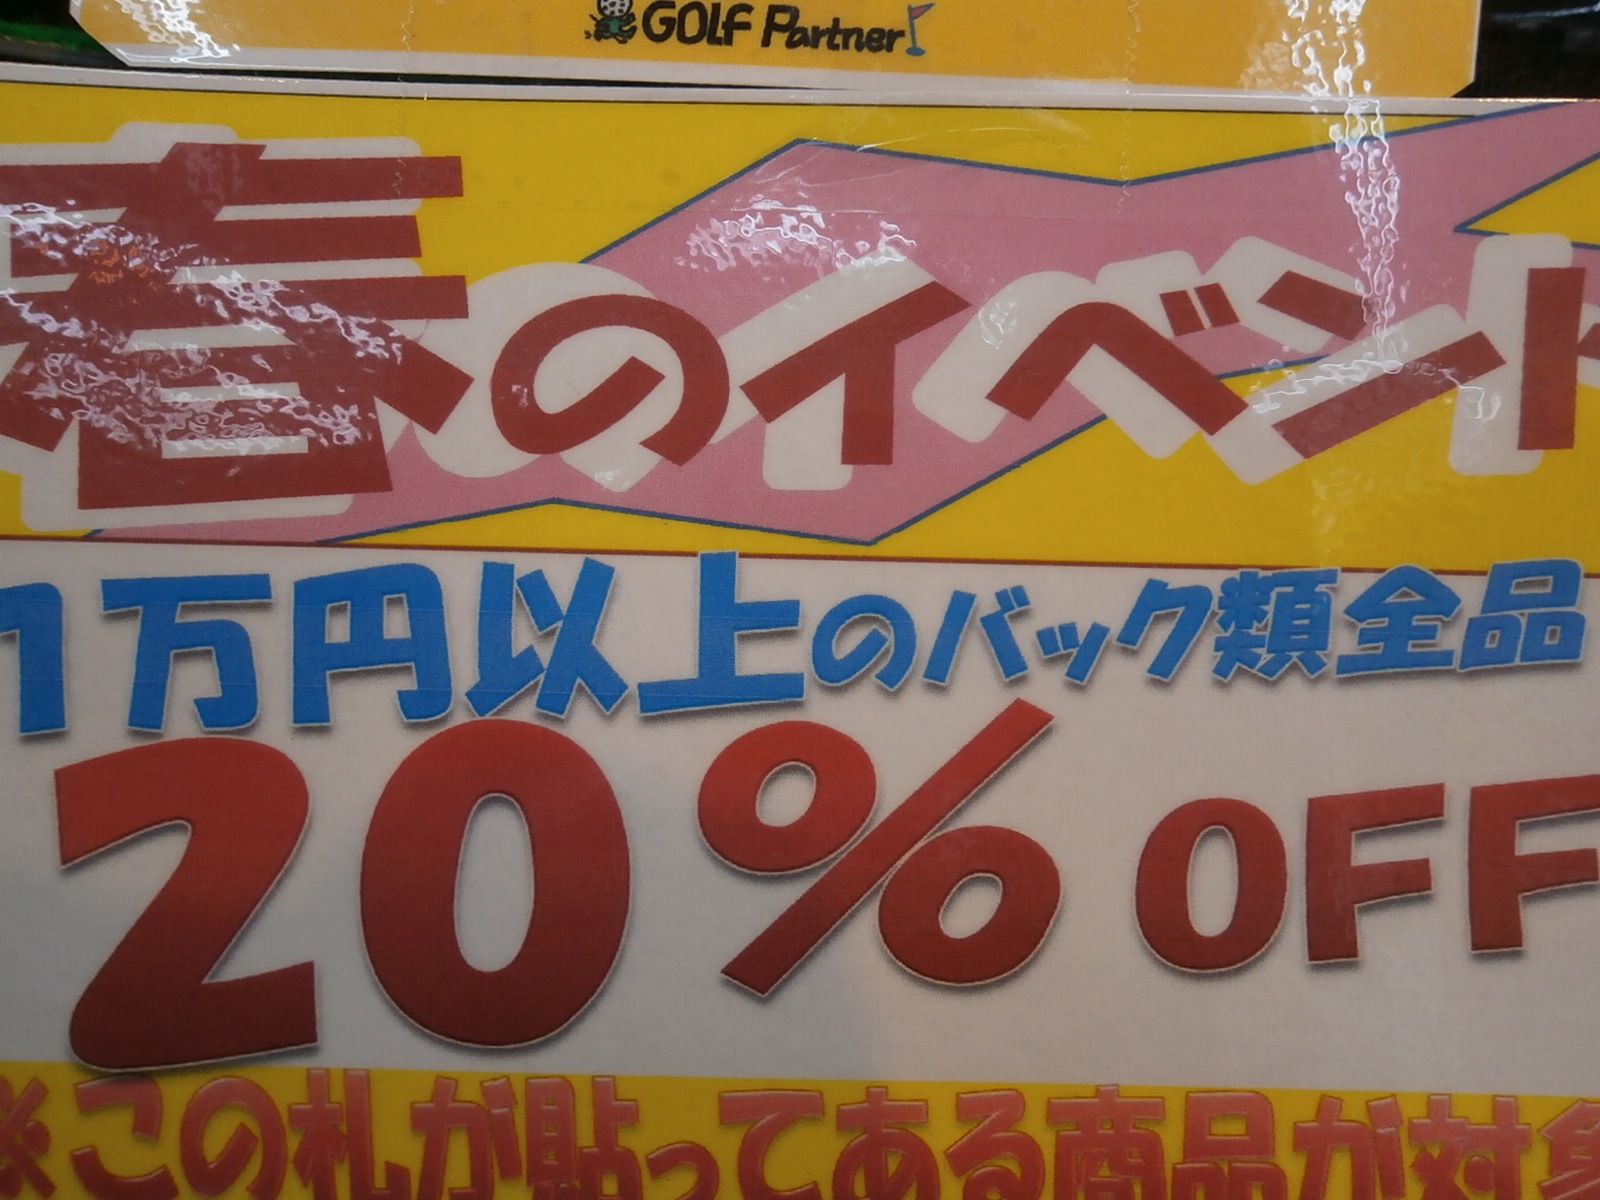 GOLF Partner
春のイベント
1万円以上のバック類全品
20% OFF
※この札が貼ってある商品が対象